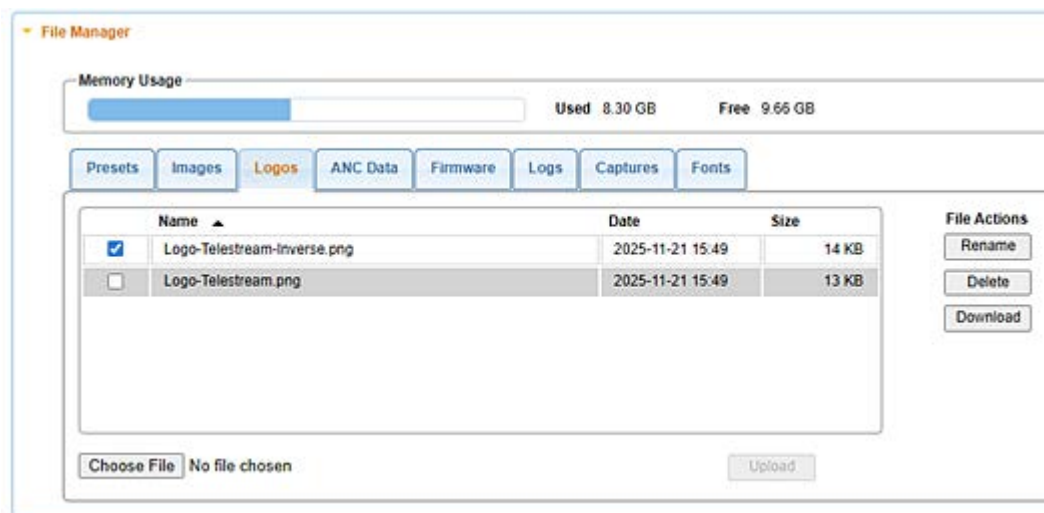 File Manager
Memory Usage
Used 8.30 GB Free 9.66 GB
Presets Images Logos ANC Data Firmware Logs Captures Fonts
Name Date Size
Logo-Telestream-Inverse.png 2025-11-21 15:49 14 KB
Logo-Telestream.png 2025-11-21 15:49 13 KB
File Actions
Rename
Delete
Download
Choose File No file chosen Upload